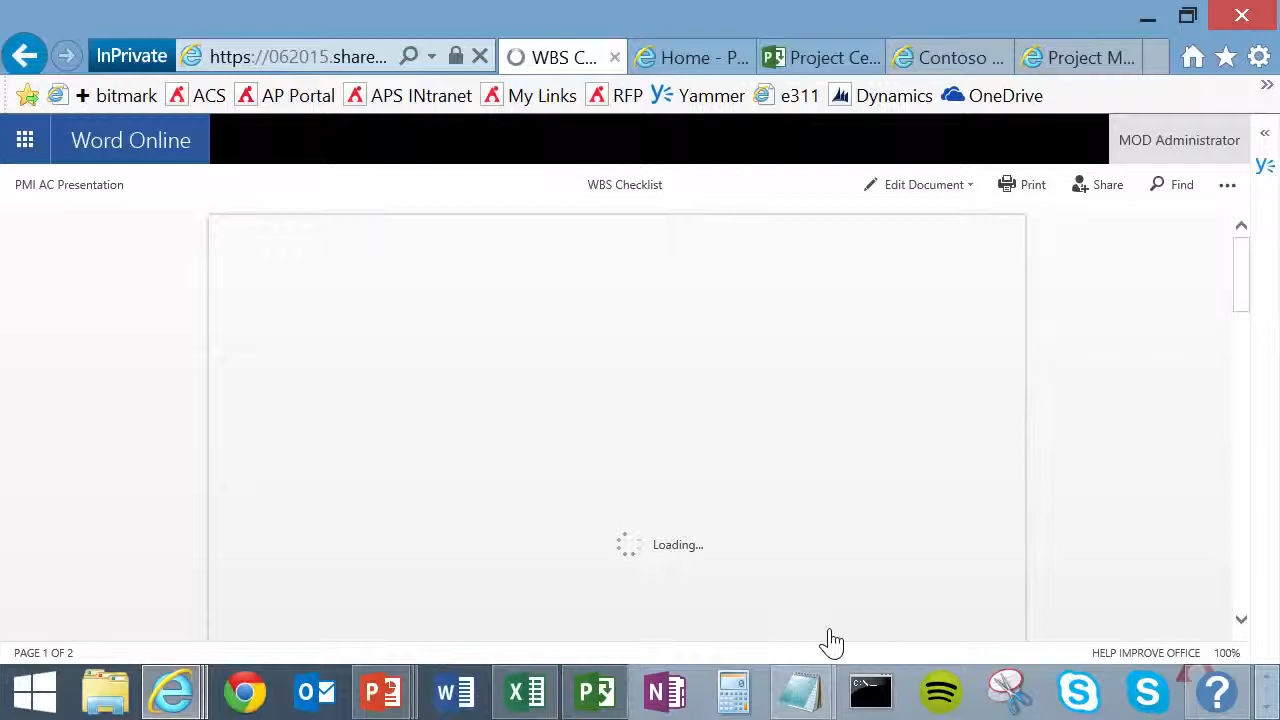 InPrivate https://062015.share... WBS C... Home - P... Project Ce... Contoso ... Project M...
+ bitmark ACS AP Portal APS INtranet My Links RFP Yammer e311 Dynamics OneDrive
Word Online MOD Administrator
PMI AC Presentation WBS Checklist Edit Document Print Share Find
Loading...
PAGE 1 OF 2 HELP IMPROVE OFFICE 100%